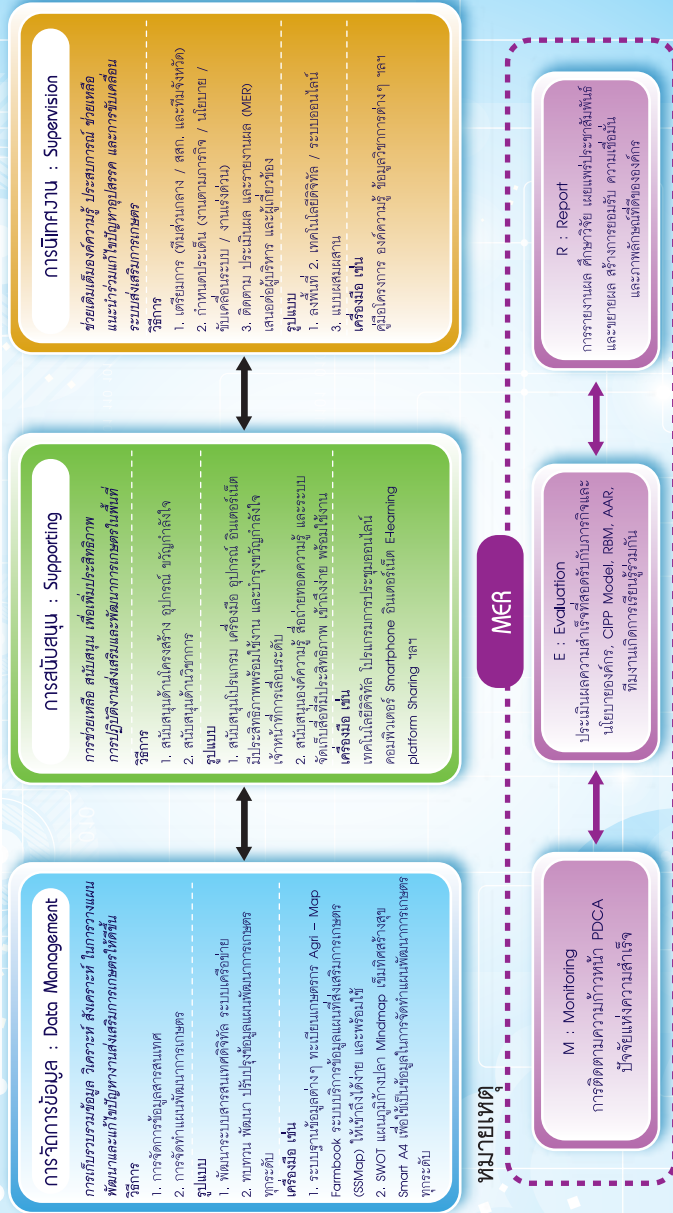 การจัดการข้อมูล : Data Management
การเก็บรวบรวมข้อมูล วิเคราะห์ สังเคราะห์ ในการวางแผน
พัฒนาและแก้ไขปัญหางานส่งเสริมการเกษตรให้ดีขึ้น
วิธีการ
1. การจัดการข้อมูลสารสนเทศ
2. การจัดทำแผนพัฒนาการเกษตร
รูปแบบ
1. พัฒนาระบบสารสนเทศดิจิทัล ระบบเครือข่าย
2. ทบทวน พัฒนา ปรับปรุงข้อมูลแผนพัฒนาการเกษตร
ทุกระดับ
เครื่องมือ เช่น
1. ระบบฐานข้อมูลต่างๆ ทะเบียนเกษตรกร Agri – Map
Farmbook ระบบบริการข้อมูลแผนที่ส่งเสริมการเกษตร
(SSMap) ให้เข้าถึงได้ง่าย และพร้อมใช้
2. SWOT แผนภูมิก้างปลา Mindmap เข็มทิศสร้างสุข
Smart A4 เพื่อใช้เป็นข้อมูลในการจัดทำแผนพัฒนาการเกษตร
ทุกระดับ
การสนับสนุน : Supporting
การช่วยเหลือ สนับสนุน เพื่อเพิ่มประสิทธิภาพ
การปฏิบัติงานส่งเสริมและพัฒนาการเกษตรในพื้นที่
วิธีการ
1. สนับสนุนด้านโครงสร้าง อุปกรณ์ ขวัญกำลังใจ
2. สนับสนุนด้านวิชาการ
รูปแบบ
1. สนับสนุนโปรแกรม เครื่องมือ อุปกรณ์ อินเตอร์เน็ต
มีประสิทธิภาพพร้อมใช้งาน และบำรุงขวัญกำลังใจ
เจ้าหน้าที่การเลื่อนระดับ
2. สนับสนุนองค์ความรู้ สื่อถ่ายทอดความรู้ และระบบ
จัดเก็บสื่อที่มีประสิทธิภาพ เข้าถึงง่าย พร้อมใช้งาน
เครื่องมือ เช่น
เทคโนโลยีดิจิทัล โปรแกรมการประชุมออนไลน์
คอมพิวเตอร์ Smartphone อินเตอร์เน็ต E-learning
platform Sharing ฯลฯ
การนิเทศงาน : Supervision
ช่วยเติมเต็มองค์ความรู้ ประสบการณ์ ช่วยเหลือ
แนะนำร่วมแก้ไขปัญหาอุปสรรค และการขับเคลื่อน
ระบบส่งเสริมการเกษตร
วิธีการ
1. เตรียมการ (ทีมส่วนกลาง / สสก. และทีมจังหวัด)
2. กำหนดประเด็น (งานตามภารกิจ / นโยบาย /
ขับเคลื่อนระบบ / งานเร่งด่วน)
3. ติดตาม ประเมินผล และรายงานผล (MER)
เสนอต่อผู้บริหาร และผู้เกี่ยวข้อง
รูปแบบ
1. ลงพื้นที่ 2. เทคโนโลยีดิจิทัล / ระบบออนไลน์
3. แบบผสมผสาน
เครื่องมือ เช่น
คู่มือโครงการ องค์ความรู้ ข้อมูลวิชาการต่างๆ ฯลฯ
หมายเหตุ
MER
M : Monitoring
การติดตามความก้าวหน้า PDCA
ปัจจัยแห่งความสำเร็จ
E : Evaluation
ประเมินผลความสำเร็จที่สอดรับกับภารกิจและ
นโยบายองค์กร, CIPP Model, RBM, AAR,
ทีมงานเกิดการเรียนรู้ร่วมกัน
R : Report
การรายงานผล ศึกษาวิจัย เผยแพร่ประชาสัมพันธ์
และขยายผล สร้างการยอมรับ ความเชื่อมั่น
และภาพลักษณ์ที่ดีขององค์กร